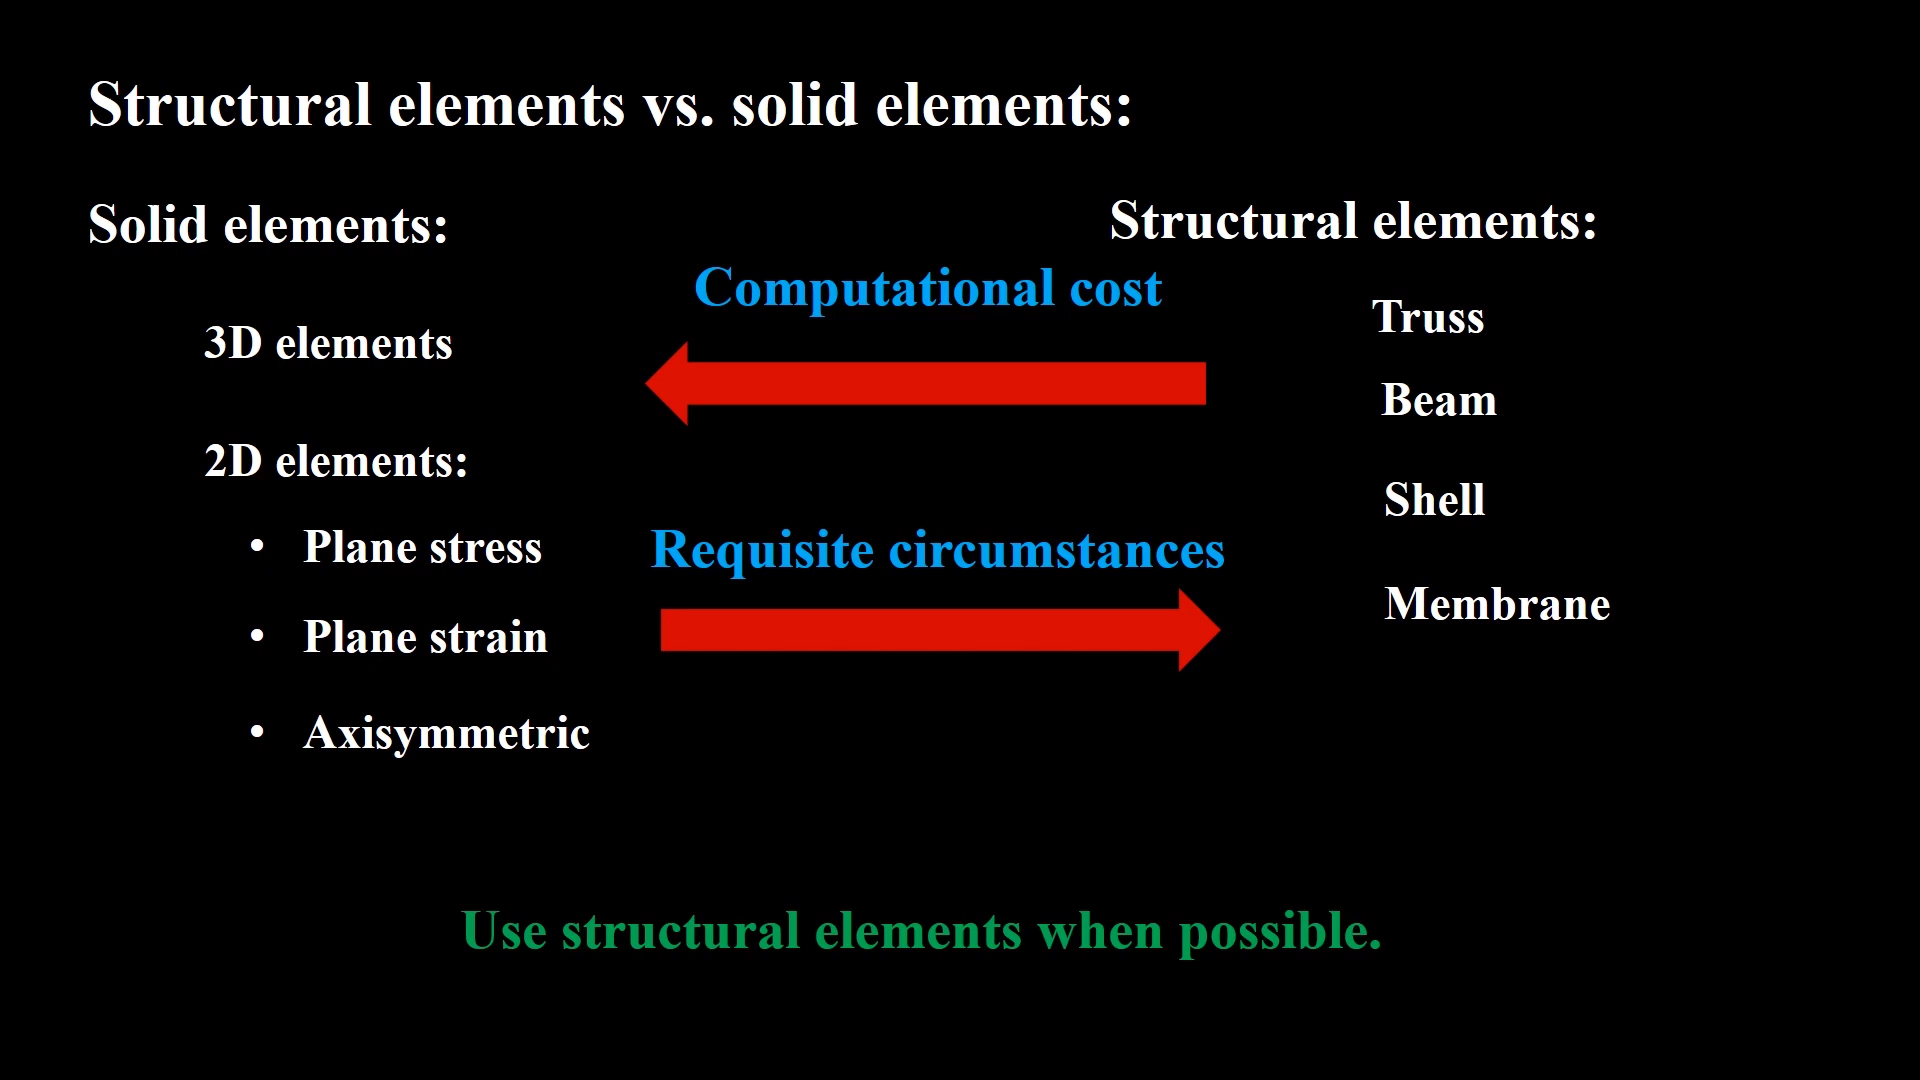 Structural elements vs. solid elements:
Solid elements:
3D elements
2D elements:
• Plane stress
• Plane strain
• Axisymmetric
Computational cost
Requisite circumstances
Structural elements:
Truss
Beam
Shell
Membrane
Use structural elements when possible.